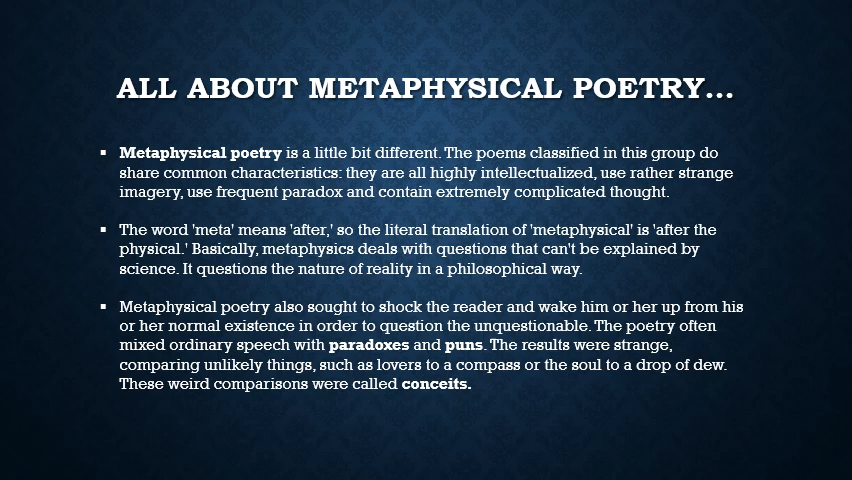 ALL ABOUT METAPHYSICAL POETRY...
▪ Metaphysical poetry is a little bit different. The poems classified in this group do
share common characteristics: they are all highly intellectualized, use rather strange
imagery, use frequent paradox and contain extremely complicated thought.
▪ The word 'meta' means 'after,' so the literal translation of 'metaphysical' is 'after the
physical.' Basically, metaphysics deals with questions that can't be explained by
science. It questions the nature of reality in a philosophical way.
▪ Metaphysical poetry also sought to shock the reader and wake him or her up from his
or her normal existence in order to question the unquestionable. The poetry often
mixed ordinary speech with paradoxes and puns. The results were strange,
comparing unlikely things, such as lovers to a compass or the soul to a drop of dew.
These weird comparisons were called conceits.